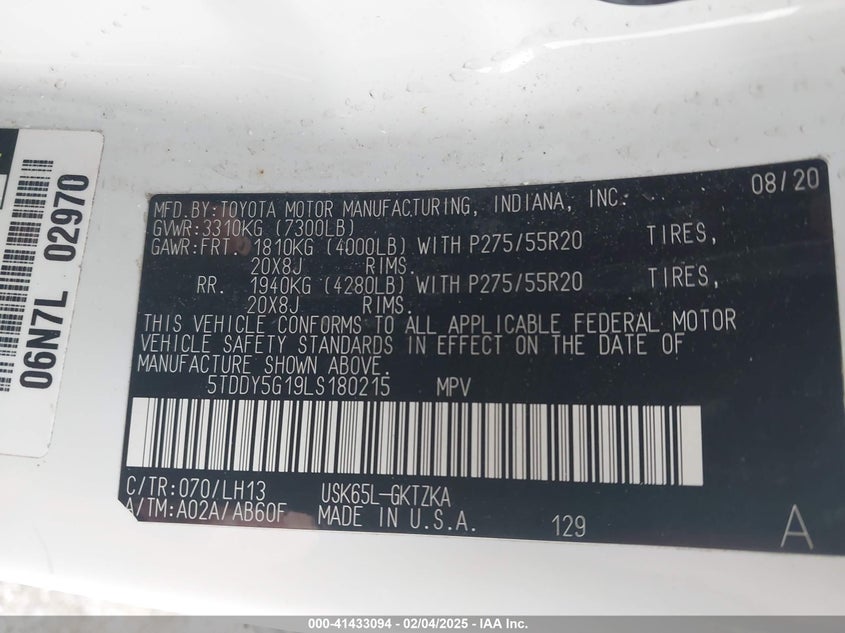 06N7L 02970
08/20
MFD.BY:TOYOTA MOTOR MANUFACTURING, INDIANA, INC.
GVWR:3310KG (7300LB)
GAWR:FRT. 1810KG (4000LB) WITH P275/55R20 TIRES,
20X8J RIMS.
RR. 1940KG (4280LB) WITH P275/55R20 TIRES,
20X8J RIMS.
THIS VEHICLE CONFORMS TO ALL APPLICABLE FEDERAL MOTOR
VEHICLE SAFETY STANDARDS IN EFFECT ON THE DATE OF
MANUFACTURE SHOWN ABOVE.
5TDDY5G19LS180215 MPV
C/TR:070/LH13 USK65L-GKTZKA
A/TM:A02A/AB60F MADE IN U.S.A. 129 A
000-41433094 - 02/04/2025 - IAA Inc.